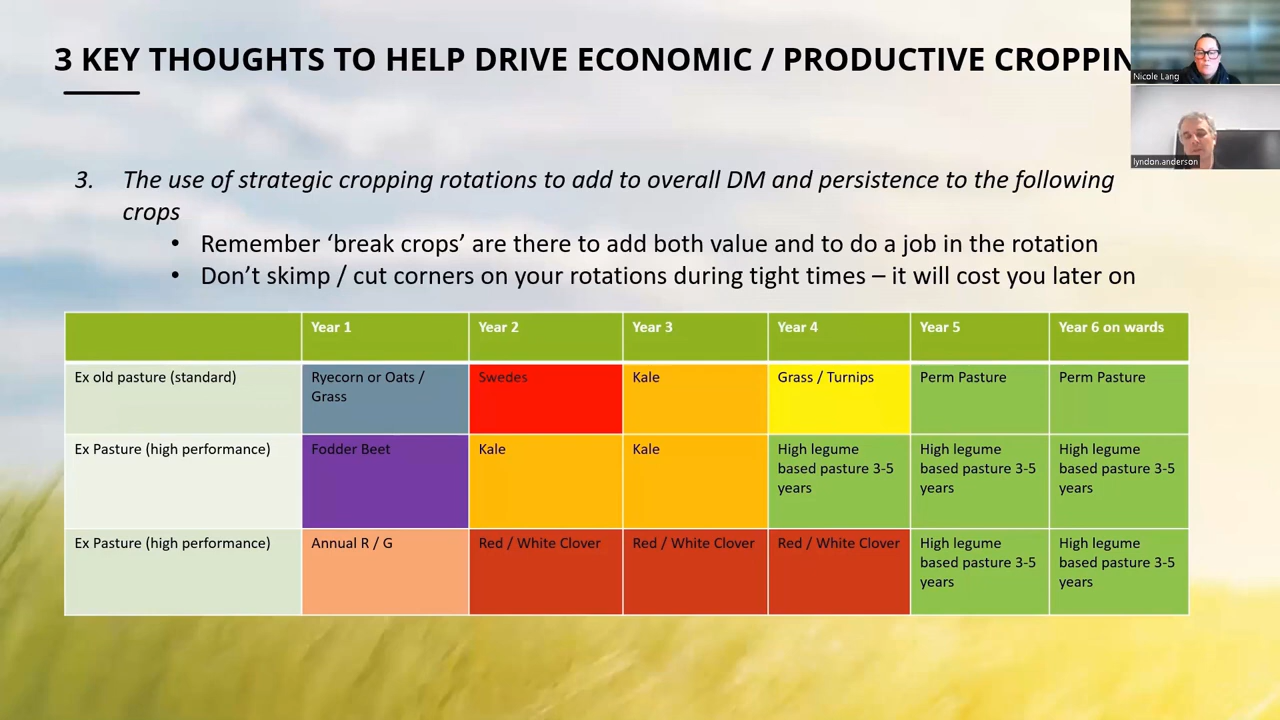 3 KEY THOUGHTS TO HELP DRIVE ECONOMIC / PRODUCTIVE CROPPIN
Nicole Lang
lyndon.anderson
3. The use of strategic cropping rotations to add to overall DM and persistence to the following
crops
• Remember ‘break crops’ are there to add both value and to do a job in the rotation
• Don’t skimp / cut corners on your rotations during tight times – it will cost you later on
Year 1 Year 2 Year 3 Year 4 Year 5 Year 6 on wards
Ex old pasture (standard) Ryecorn or Oats / Swedes Kale Grass / Turnips Perm Pasture Perm Pasture
Grass
Ex Pasture (high performance) Fodder Beet Kale Kale High legume High legume High legume
based pasture 3-5 based pasture 3-5 based pasture 3-5
years years years
Ex Pasture (high performance) Annual R / G Red / White Clover Red / White Clover Red / White Clover High legume High legume
based pasture 3-5 based pasture 3-5
years years